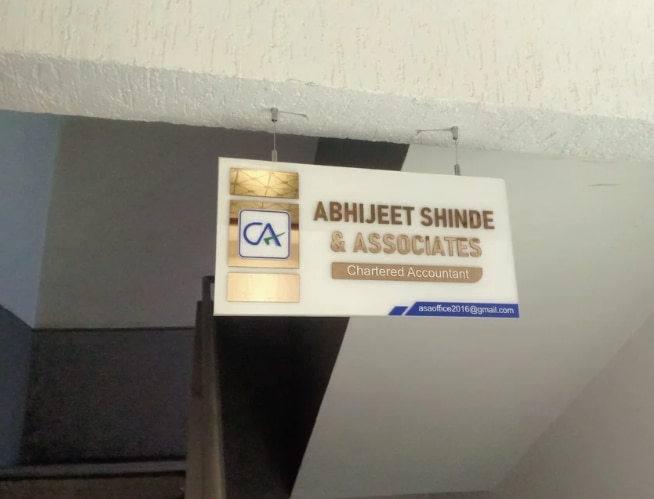 CA
ABHIJEET SHINDE
& ASSOCIATES
Chartered Accountant
asaoffice2016@gmail.com